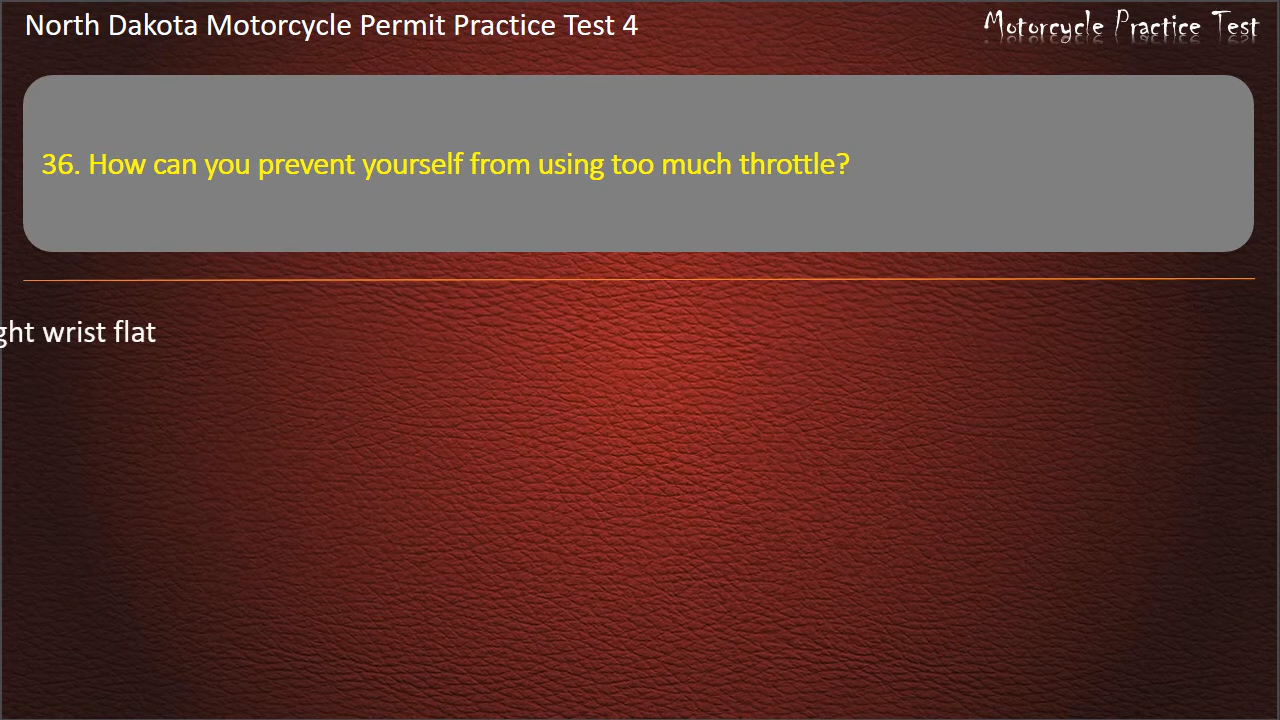 North Dakota Motorcycle Permit Practice Test 4
Motorcycle Practice Test
36. How can you prevent yourself from using too much throttle?
ght wrist flat